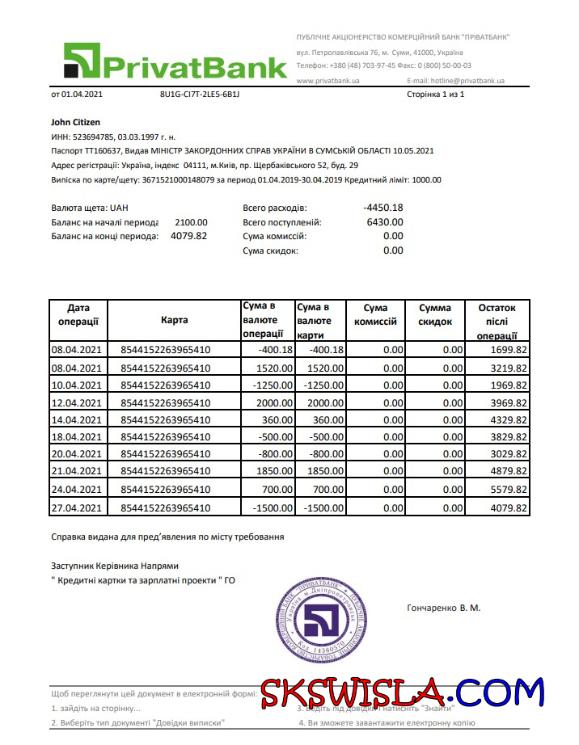 PrivatBank
ПУБЛІЧНЕ АКЦІОНЕРІСТВО КОМЕРЦІЙНИЙ БАНК "ПРІВАТБАНК"
вул. Петропавлівська 76, м. Суми, 41000, Україна
Телефон: +380 (48) 703-97-45 Факс: 0 (800) 50-00-03
www.privatbank.ua E-mail: hotline@privatbank.ua
от 01.04.2021 8U1G-CI7T-2LE5-6B1J Сторінка 1 из 1
John Citizen
ИНН: 523694785, 03.03.1997 г. н.
Паспорт ТТ160637, Видав МІНІСТР ЗАКОРДОННИХ СПРАВ УКРАЇНИ В СУМСЬКІЙ ОБЛАСТІ 10.05.2021
Адрес регістрації: Україна, індекс 04111, м.Київ, пр. Щербаківського 52, буд. 29
Випіска по карте/щету: 3671521000148079 за период 01.04.2019-30.04.2019 Кредитний ліміт: 1000.00
Валюта щета: UAH Всего расходів: -4450.18
Баланс на началі периода: 2100.00 Всего поступленій: 6430.00
Баланс на кінці периода: 4079.82 Сума комиссій: 0.00
Сума скидок: 0.00
Дата операції Карта Сума в валюте операції Сума в валюте карти Сума комиссій Сумма скидок Остаток після операції
08.04.2021 8544152263965410 -400.18 -400.18 0.00 0.00 1699.82
08.04.2021 8544152263965410 1520.00 1520.00 0.00 0.00 3219.82
10.04.2021 8544152263965410 -1250.00 -1250.00 0.00 0.00 1969.82
12.04.2021 8544152263965410 2000.00 2000.00 0.00 0.00 3969.82
14.04.2021 8544152263965410 360.00 360.00 0.00 0.00 4329.82
18.04.2021 8544152263965410 -500.00 -500.00 0.00 0.00 3829.82
20.04.2021 8544152263965410 -800.00 -800.00 0.00 0.00 3029.82
21.04.2021 8544152263965410 1850.00 1850.00 0.00 0.00 4879.82
24.04.2021 8544152263965410 700.00 700.00 0.00 0.00 5579.82
27.04.2021 8544152263965410 -1500.00 -1500.00 0.00 0.00 4079.82
Справка видана для пред’явления по місту требования
Заступник Керівника Напрями
" Кредитні картки та зарплатні проекти " ГО
Гончаренко В. М.
Щоб переглянути цей документ в електронній формі:
SKSWISLA.COM
1. зайдіть на сторінку... 3. натисніть "Знайти"
2. Виберіть тип документі "Довідки виписки" 4. Ви зможете завантажити електронну копію